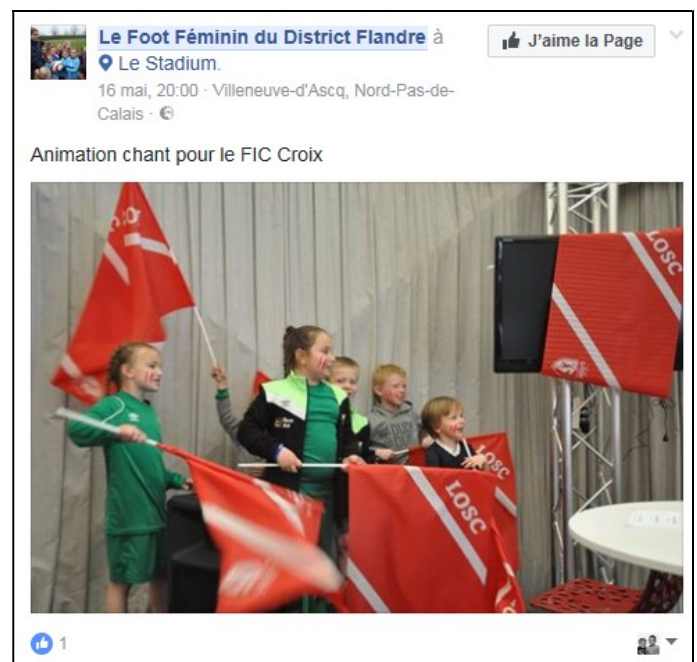 Le Foot Féminin du District Flandre à
Le Stadium.
J'aime la Page
16 mai, 20:00 · Villeneuve-d'Ascq, Nord-Pas-de-
Calais ·
Animation chant pour le FIC Croix
LOSC
LOSC
LOSC
1